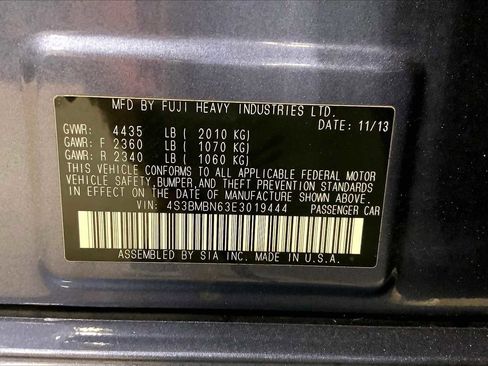 MFD BY FUJI HEAVY INDUSTRIES LTD.
DATE: 11/13
GVWR: 4435 LB ( 2010 KG)
GAWR: F 2360 LB ( 1070 KG)
GAWR: R 2340 LB ( 1060 KG)
THIS VEHICLE CONFORMS TO ALL APPLICABLE FEDERAL MOTOR
VEHICLE SAFETY,BUMPER,AND THEFT PREVENTION STANDARDS
IN EFFECT ON THE DATE OF MANUFACTURE SHOWN ABOVE.
VIN: 4S3BMBN63E3019444 PASSENGER CAR
ASSEMBLED BY SIA INC. MADE IN U.S.A.